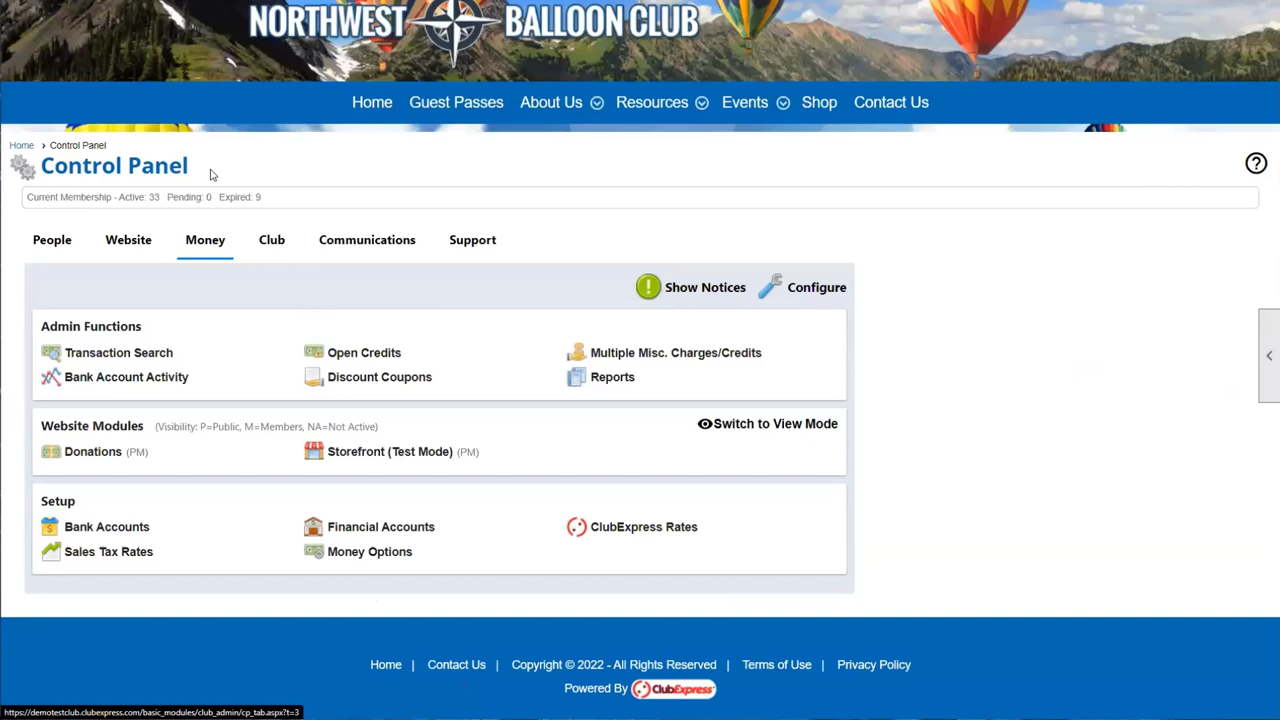 NORTHWEST BALLOON CLUB
Home Guest Passes About Us Resources Events Shop Contact Us
Home › Control Panel
Control Panel
Current Membership - Active: 33 Pending: 0 Expired: 9
People Website Money Club Communications Support
Show Notices Configure
Admin Functions
Transaction Search Open Credits Multiple Misc. Charges/Credits
Bank Account Activity Discount Coupons Reports
Website Modules (Visibility: P=Public, M=Members, NA=Not Active) Switch to View Mode
Donations (PM) Storefront (Test Mode) (PM)
Setup
Bank Accounts Financial Accounts ClubExpress Rates
Sales Tax Rates Money Options
Home | Contact Us | Copyright © 2022 - All Rights Reserved | Terms of Use | Privacy Policy
Powered By ClubExpress
https://demotestclub.clubexpress.com/basic_modules/club_admin/cp_tab.aspx?t=3